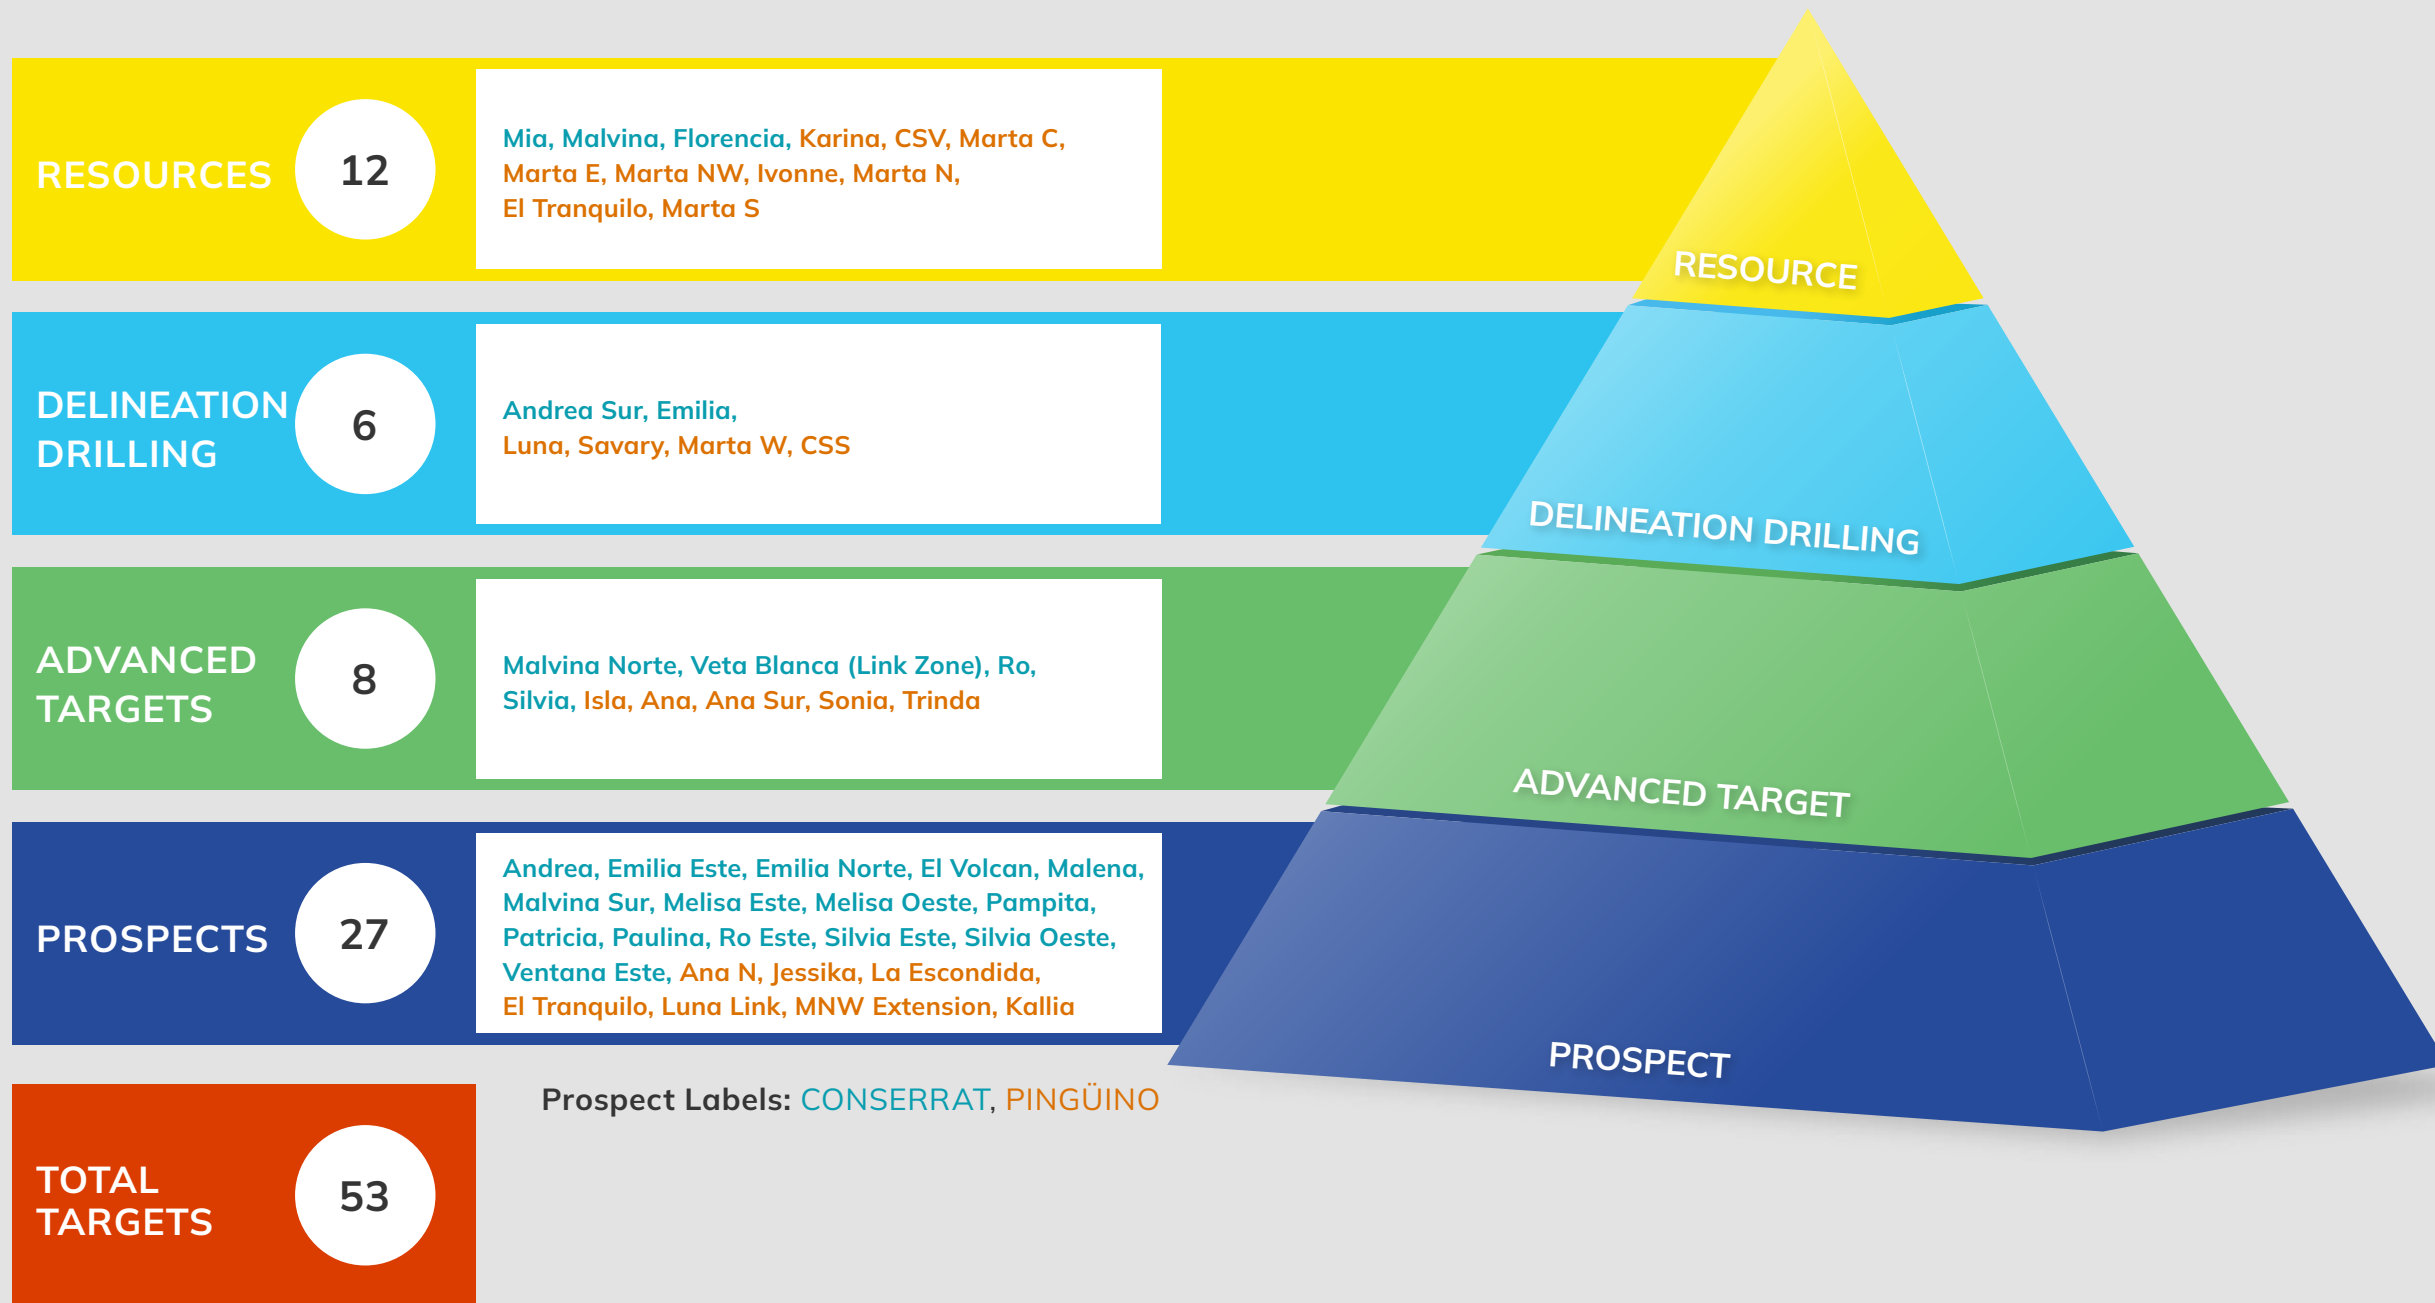 RESOURCES
12
Mia, Malvina, Florencia, Karina, CSV, Marta C,
Marta E, Marta NW, Ivonne, Marta N,
El Tranquilo, Marta S
RESOURCE
DELINEATION
DRILLING
6
Andrea Sur, Emilia,
Luna, Savary, Marta W, CSS
DELINEATION DRILLING
ADVANCED
TARGETS
8
Malvina Norte, Veta Blanca (Link Zone), Ro,
Silvia, Isla, Ana, Ana Sur, Sonia, Trinda
ADVANCED TARGET
PROSPECTS
27
Andrea, Emilia Este, Emilia Norte, El Volcan, Malena,
Malvina Sur, Melisa Este, Melisa Oeste, Pampita,
Patricia, Paulina, Ro Este, Silvia Este, Silvia Oeste,
Ventana Este, Ana N, Jessika, La Escondida,
El Tranquilo, Luna Link, MNW Extension, Kallia
PROSPECT
Prospect Labels: CONSERRAT, PINGÜINO
TOTAL
TARGETS
53